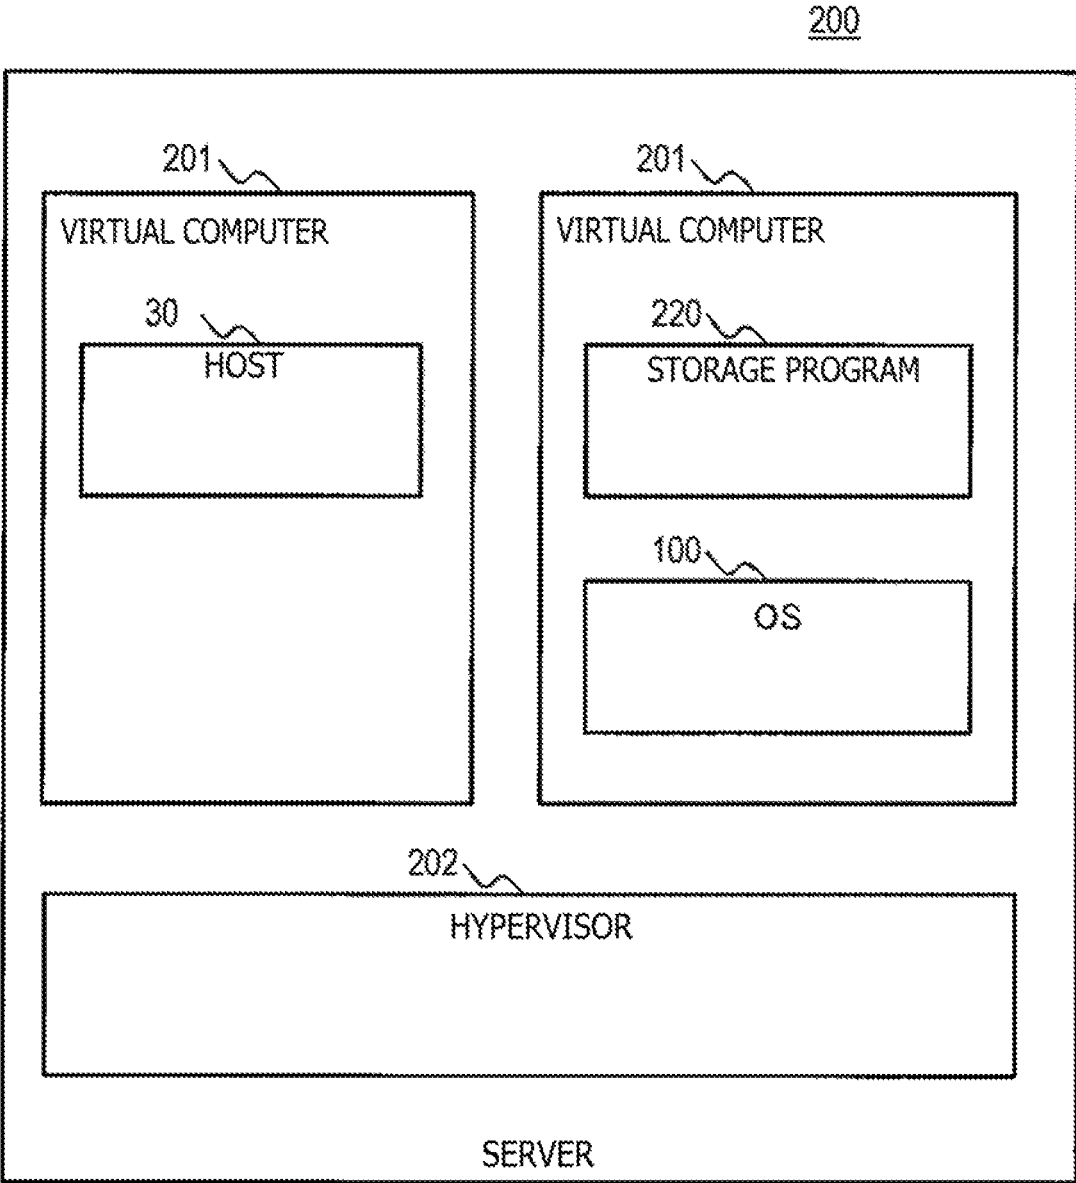 200
201
201
VIRTUAL COMPUTER
VIRTUAL COMPUTER
30
220
HOST
STORAGE PROGRAM
100
OS
202
HYPERVISOR
SERVER